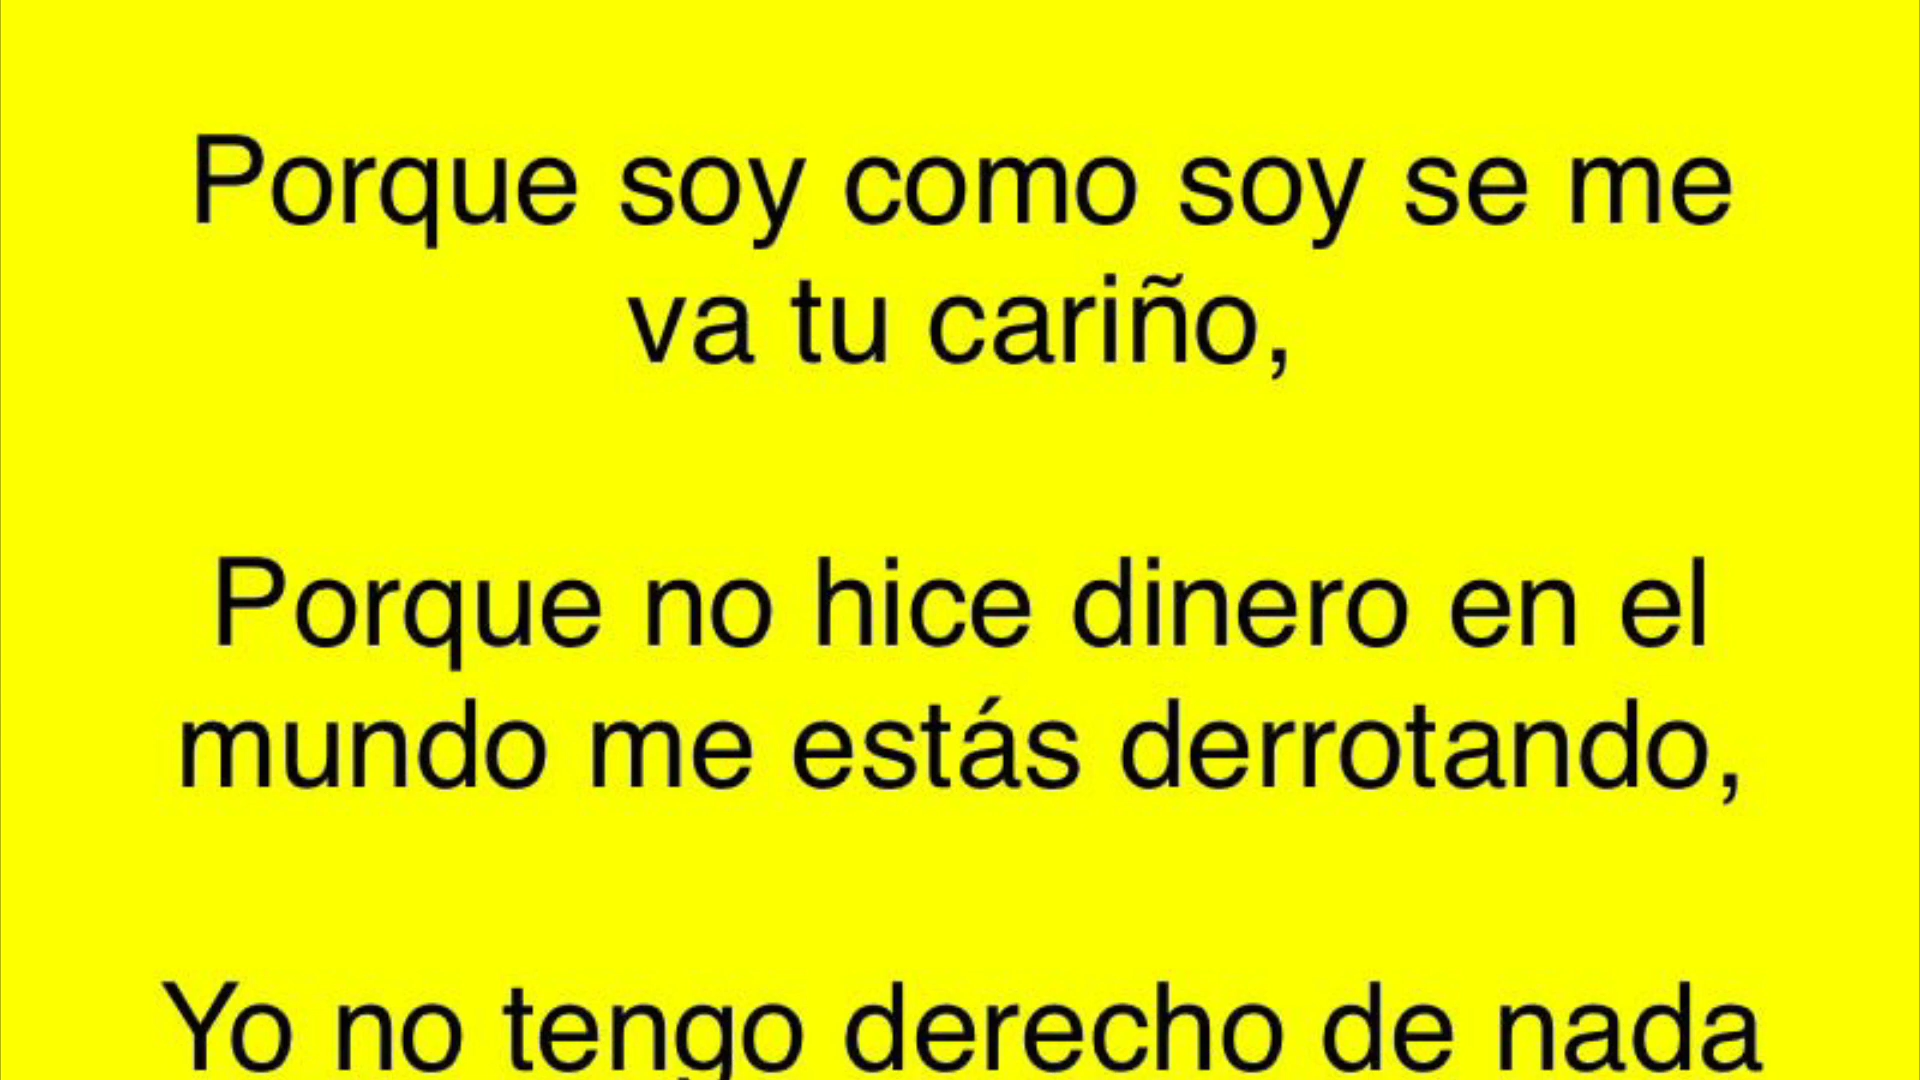 Porque soy como soy se me
va tu cariño,
Porque no hice dinero en el
mundo me estás derrotando,
Yo no tengo derecho de nada